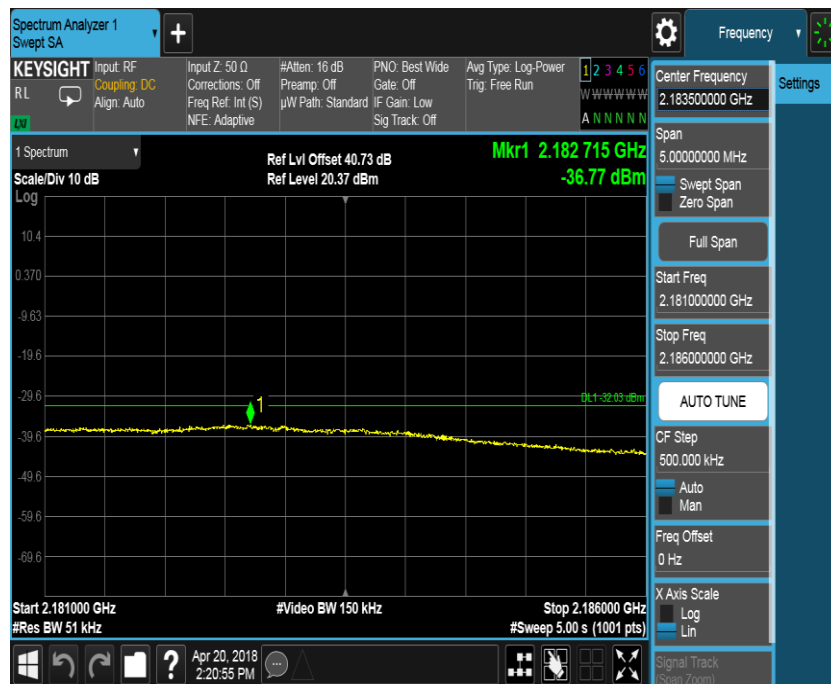 Spectrum Analyzer 1
Swept SA
Frequency
KEYSIGHT
RL
LXI
Input: RF
Coupling: DC
Align: Auto
Input Z: 50 Ω
Corrections: Off
Freq Ref: Int (S)
NFE: Adaptive
#Atten: 16 dB
Preamp: Off
µW Path: Standard
PNO: Best Wide
Gate: Off
IF Gain: Low
Sig Track: Off
Avg Type: Log-Power
Trig: Free Run
1 2 3 4 5 6
W W W W W W
A N N N N N
1 Spectrum
Scale/Div 10 dB
Log
Ref Lvl Offset 40.73 dB
Ref Level 20.37 dBm
Mkr1 2.182 715 GHz
-36.77 dBm
10.4
0.370
-9.63
-19.6
-29.6
-39.6
-49.6
-59.6
-69.6
1
DL1 -32.03 dBm
Start 2.181000 GHz
#Res BW 51 kHz
#Video BW 150 kHz
Stop 2.186000 GHz
#Sweep 5.00 s (1001 pts)
Center Frequency
2.183500000 GHz
Span
5.00000000 MHz
Swept Span
Zero Span
Full Span
Start Freq
2.181000000 GHz
Stop Freq
2.186000000 GHz
AUTO TUNE
CF Step
500.000 kHz
Auto
Man
Freq Offset
0 Hz
X Axis Scale
Log
Lin
Signal Track
(Span Zoom)
Settings
?
Apr 20, 2018
2:20:55 PM